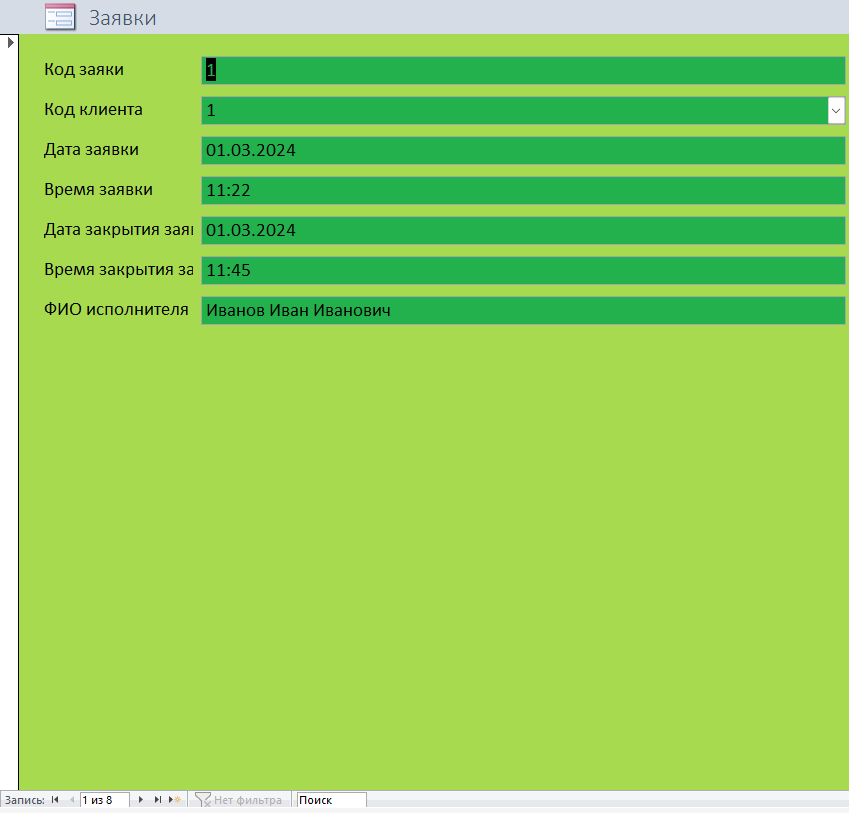 Заявки
Код заяки 1
Код клиента 1
Дата заявки 01.03.2024
Время заявки 11:22
Дата закрытия заяв 01.03.2024
Время закрытия за 11:45
ФИО исполнителя Иванов Иван Иванович
Запись: 1 из 8 Нет фильтра Поиск